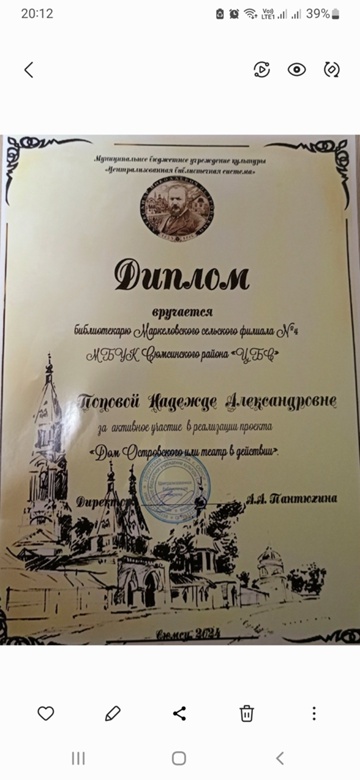 20:12
39%
Муниципальное бюджетное учреждение культуры
«Централизованная библиотечная система»
Диплом
вручается
библиотекарю Маркеловского сельского филиала №4
МБУК Сюмсинского района «ЦБС»
Поповой Надежде Александровне
за активное участие в реализации проекта
«Дом Островского или театр в действии».
Директор А.А. Пантюхина
Сюмси, 2024